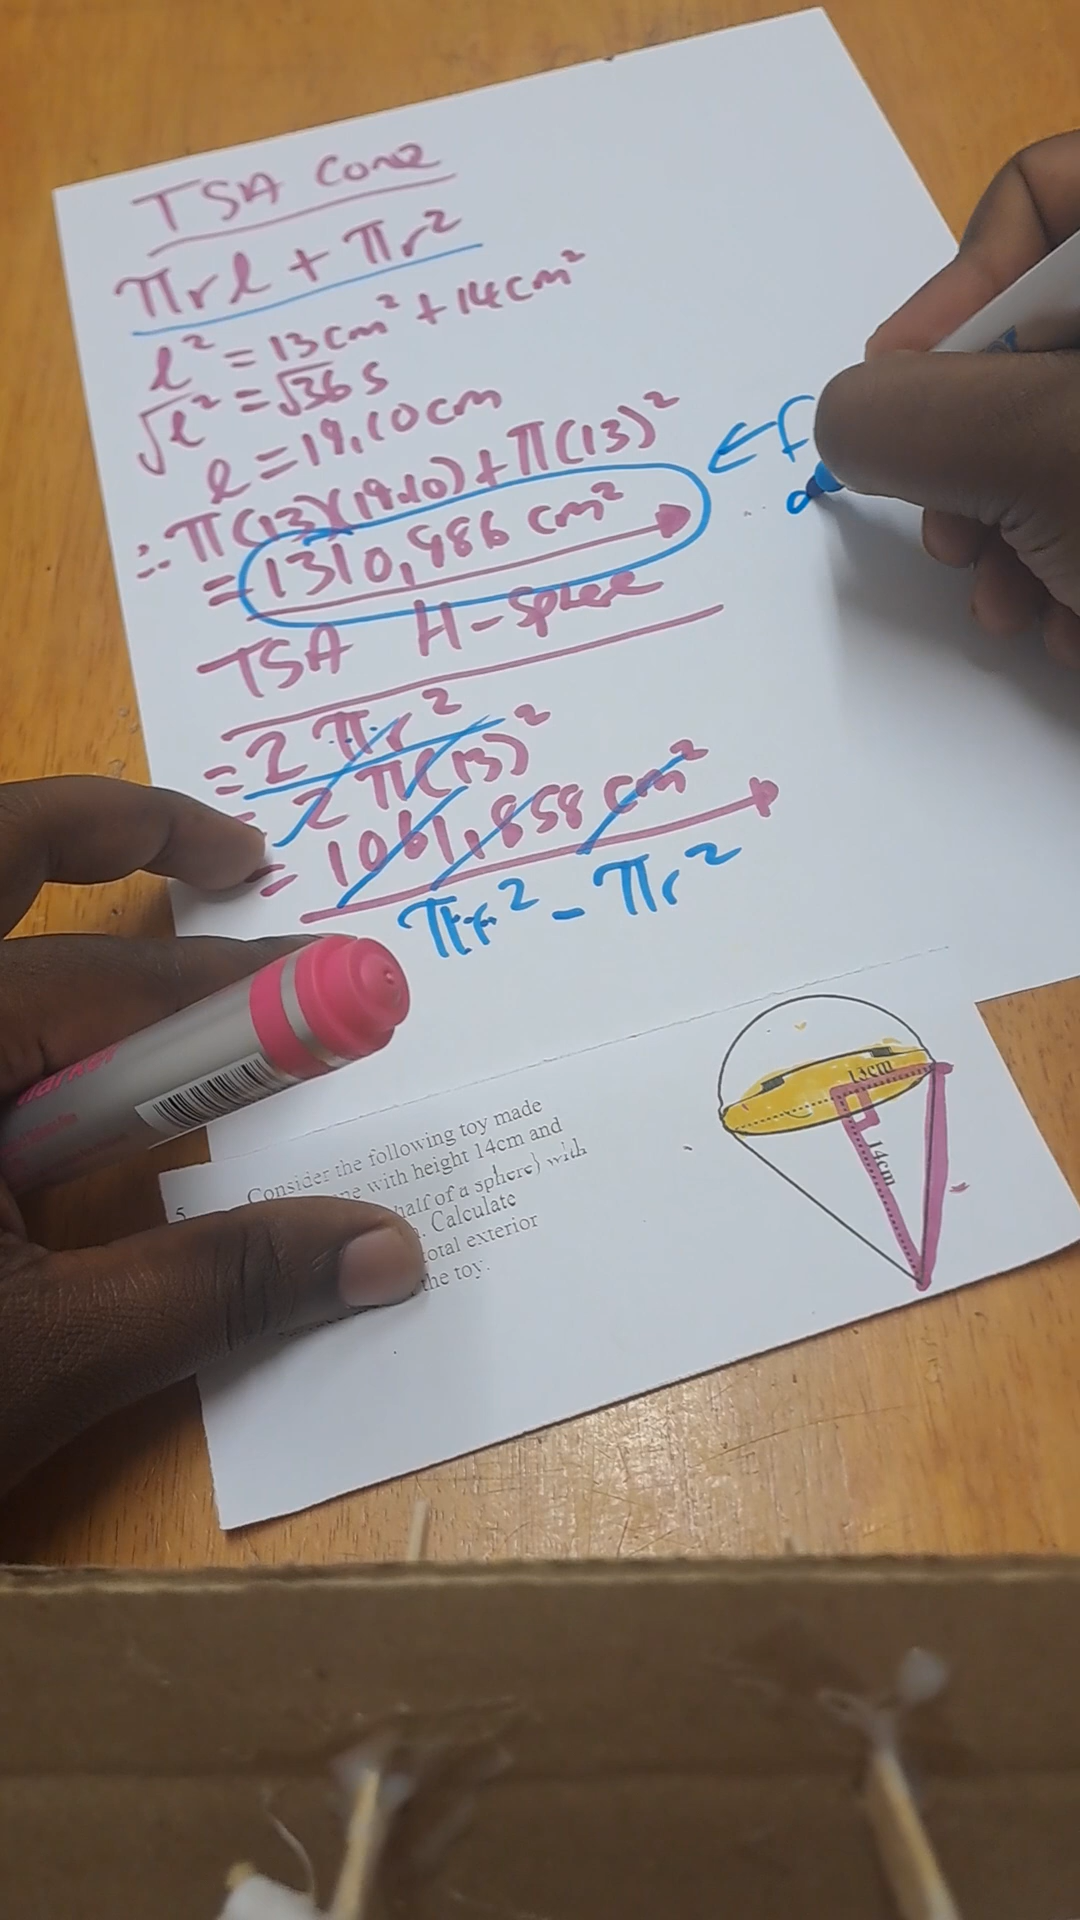 TSA Cone
πrl + πr²
l² = 13cm² + 14cm²
√l² = √365
l = 19,10cm
∴ π(13)(19.10) + π(13)²
= 1310,986 cm²
← f
TSA H-sphere
= 2πr²
= 2π(13)²
= 1061,858 cm²
πr² - πr²
13cm
14cm
5
Consider the following toy made
with height 14cm and
half of a sphere) with
Calculate
total exterior
the toy.